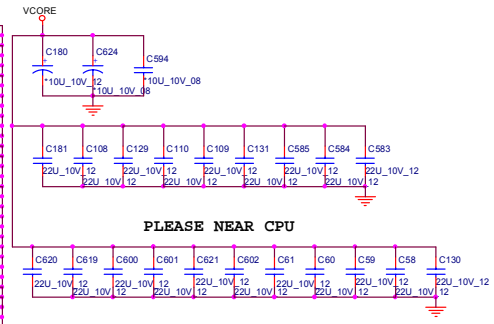 VCORE
C180 C624 C594
*10U_10V_12 *10U_10V_08
*10U_10V_08
C181 C108 C129 C110 C109 C131 C585 C584 C583
22U_10V_12 22U_10V_12 22U_10V_12 22U_10V_12 22U_10V_12
22U_10V_12 22U_10V_12 22U_10V_12 22U_10V_12
PLEASE NEAR CPU
C620 C619 C600 C601 C621 C602 C61 C60 C59 C58 C130
22U_10V_12 22U_10V_12 22U_10V_12 22U_10V_12 22U_10V_12 22U_10V_12
22U_10V_12 22U_10V_12 22U_10V_12 22U_10V_12 22U_10V_12